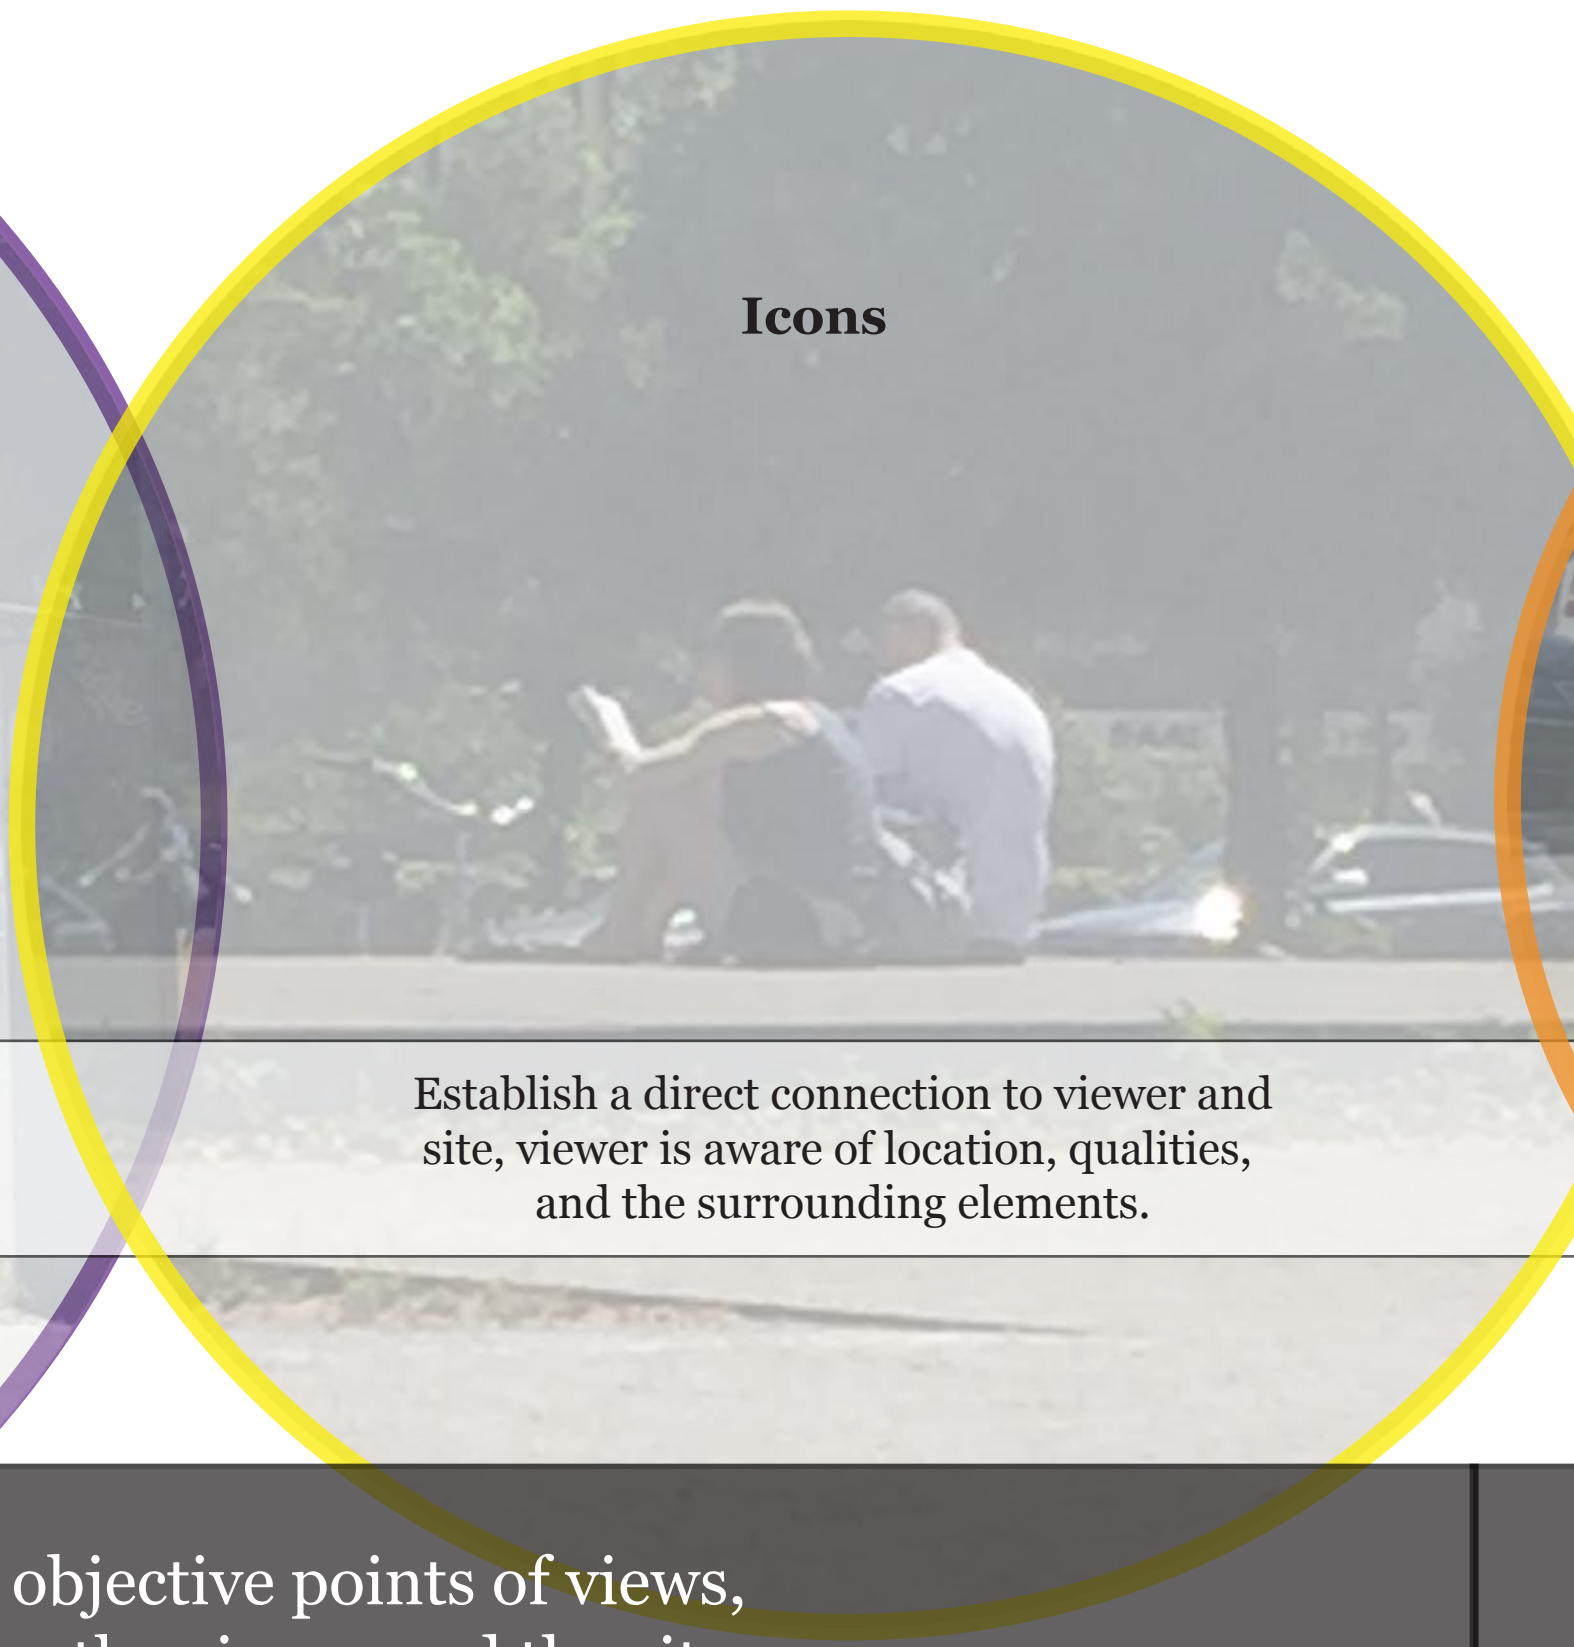 Icons
Establish a direct connection to viewer and
site, viewer is aware of location, qualities,
and the surrounding elements.
objective points of views,